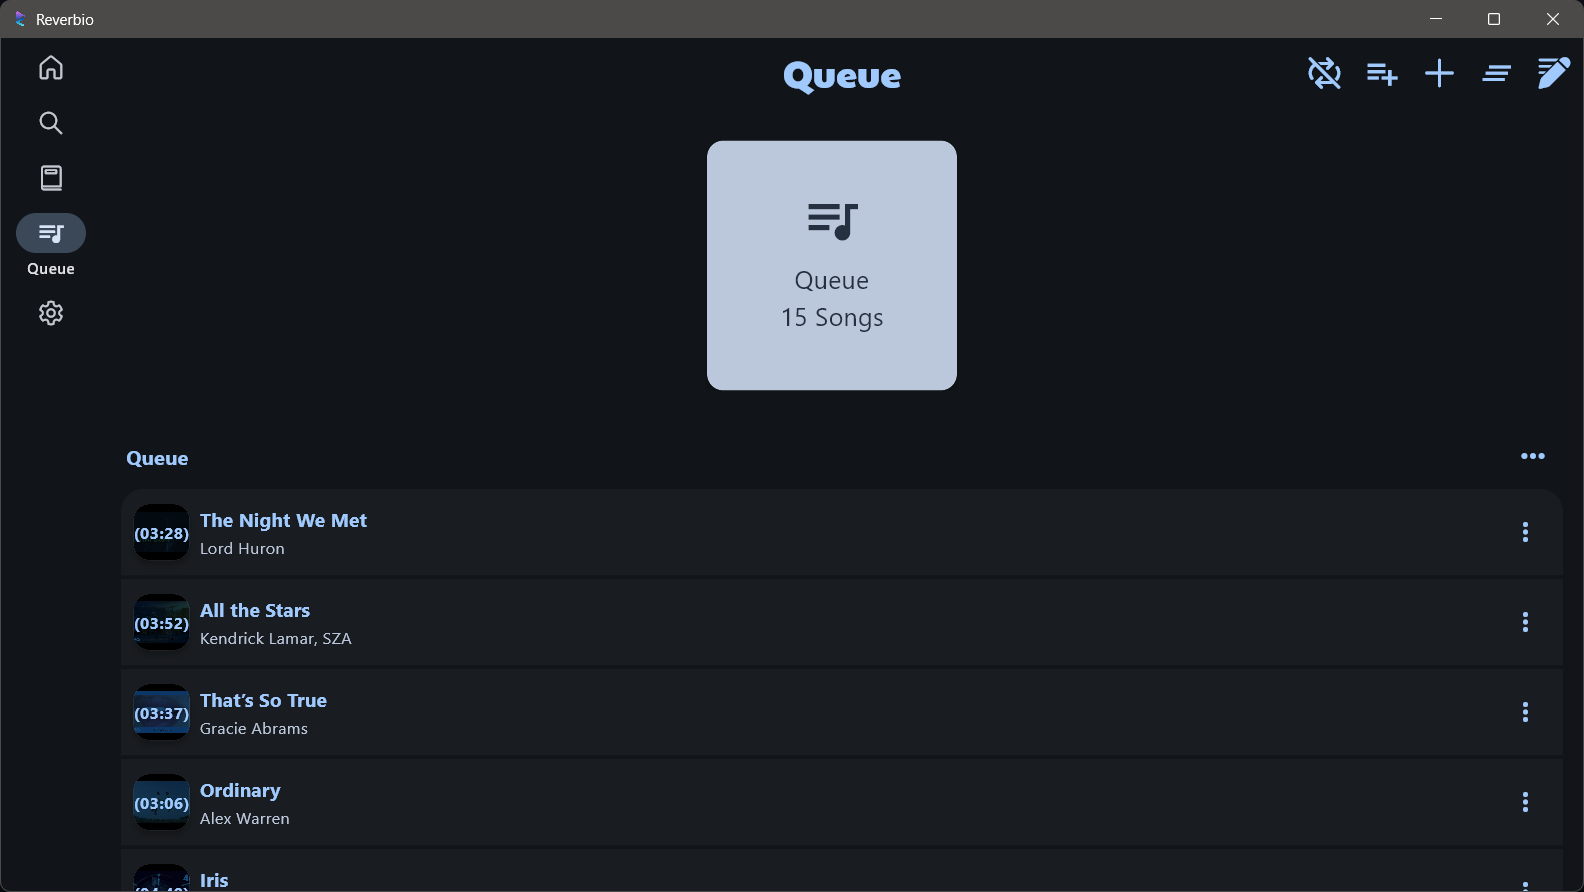 Reverbio
Queue
Queue
Queue
15 Songs
Queue
(03:28)
The Night We Met
Lord Huron
(03:52)
All the Stars
Kendrick Lamar, SZA
(03:37)
That's So True
Gracie Abrams
(03:06)
Ordinary
Alex Warren
Iris